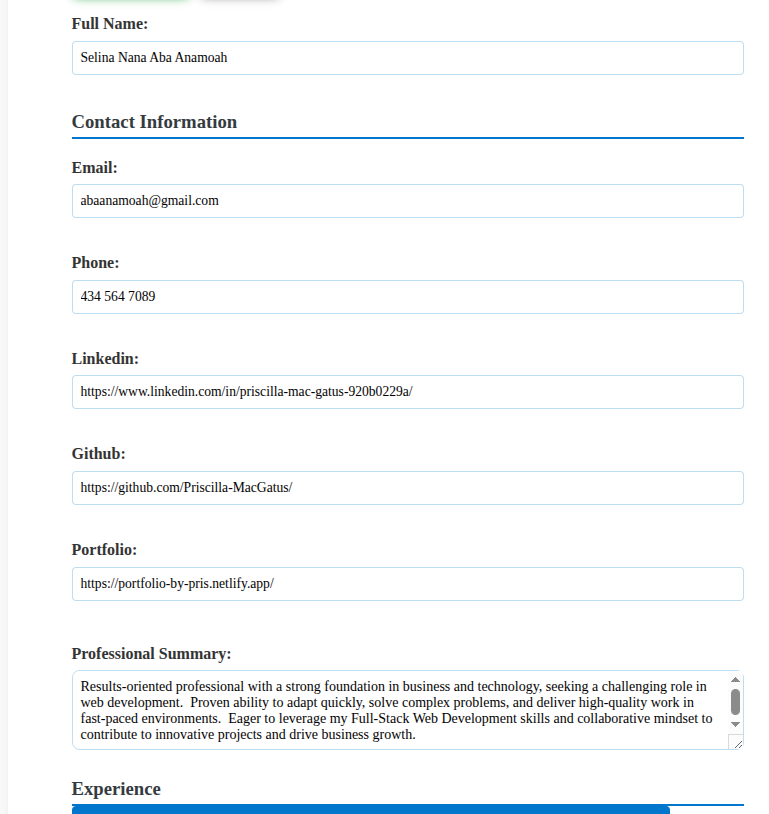 Full Name:
Selina Nana Aba Anamoah
Contact Information
Email:
abaanamoah@gmail.com
Phone:
434 564 7089
Linkedin:
https://www.linkedin.com/in/priscilla-mac-gatus-920b0229a/
Github:
https://github.com/Priscilla-MacGatus/
Portfolio:
https://portfolio-by-pris.netlify.app/
Professional Summary:
Results-oriented professional with a strong foundation in business and technology, seeking a challenging role in
web development.  Proven ability to adapt quickly, solve complex problems, and deliver high-quality work in
fast-paced environments.  Eager to leverage my Full-Stack Web Development skills and collaborative mindset to
contribute to innovative projects and drive business growth.
Experience